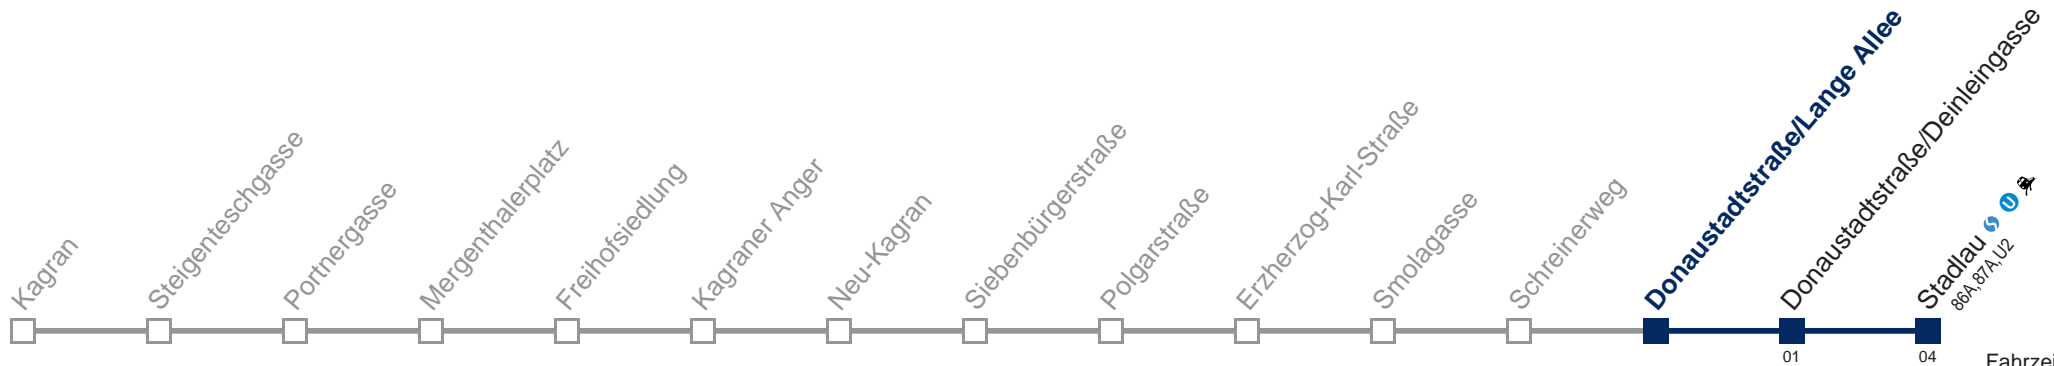 Kagran
Steigenteschgasse
Portnergasse
Mergenthalerplatz
Freihofsiedlung
Kagraner Anger
Neu-Kagran
Siebenbürgerstraße
Polgarstraße
Erzherzog-Karl-Straße
Smolagasse
Schreinerweg
Donaustadtstraße/Lange Allee
Donaustadtstraße/Deinleingasse
Stadlau U
86A,87A,U2
01
04